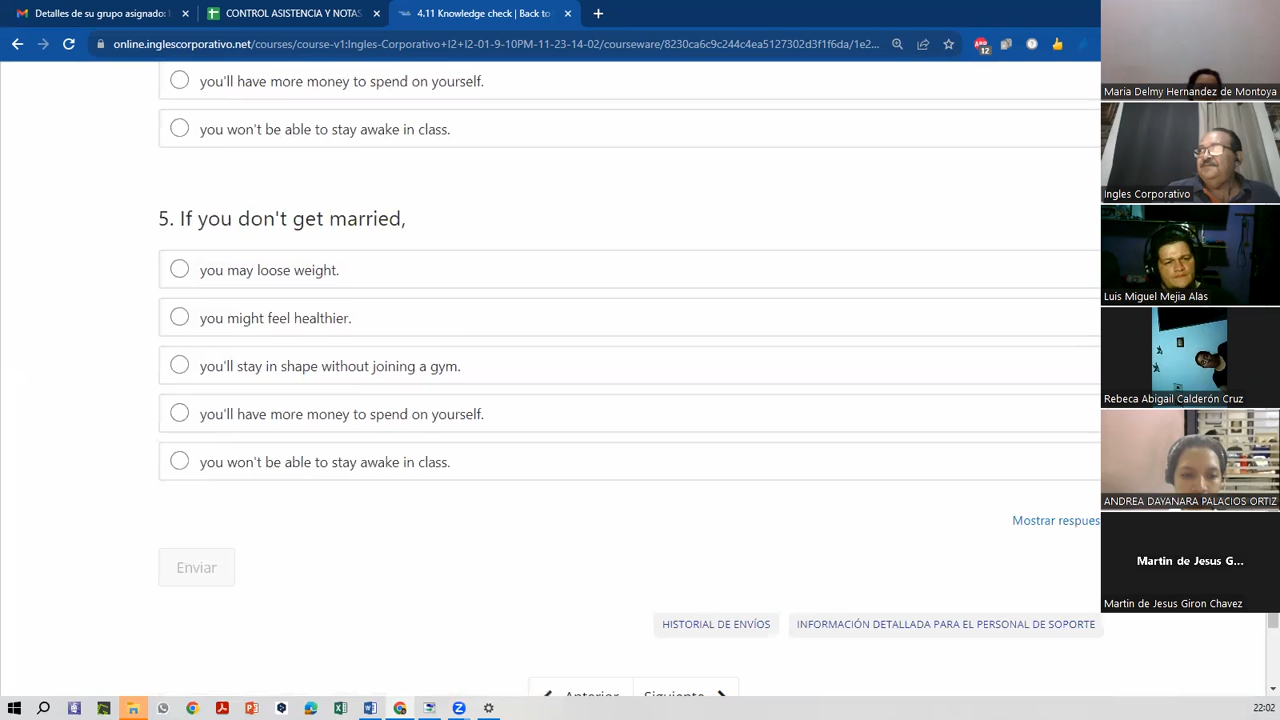 Detalles de su grupo asignado:
CONTROL ASISTENCIA Y NOTAS
4.11 Knowledge check | Back to
online.inglescorporativo.net/courses/course-v1:Ingles-Corporativo+I2+I2-01-9-10PM-11-23-14-02/courseware/8230ca6c9c244c4ea5127302d3f1f6da/1e2...
12
you'll have more money to spend on yourself.
you won't be able to stay awake in class.
5. If you don't get married,
you may loose weight.
you might feel healthier.
you'll stay in shape without joining a gym.
you'll have more money to spend on yourself.
you won't be able to stay awake in class.
Mostrar respues
Enviar
HISTORIAL DE ENVÍOS
INFORMACIÓN DETALLADA PARA EL PERSONAL DE SOPORTE
Anterior
Siguiente
Maria Delmy Hernandez de Montoya
Ingles Corporativo
Luis Miguel Mejia Alas
Rebeca Abigail Calderón Cruz
ANDREA DAYANARA PALACIOS ORTIZ
Martin de Jesus G...
Martin de Jesus Giron Chavez
22:02